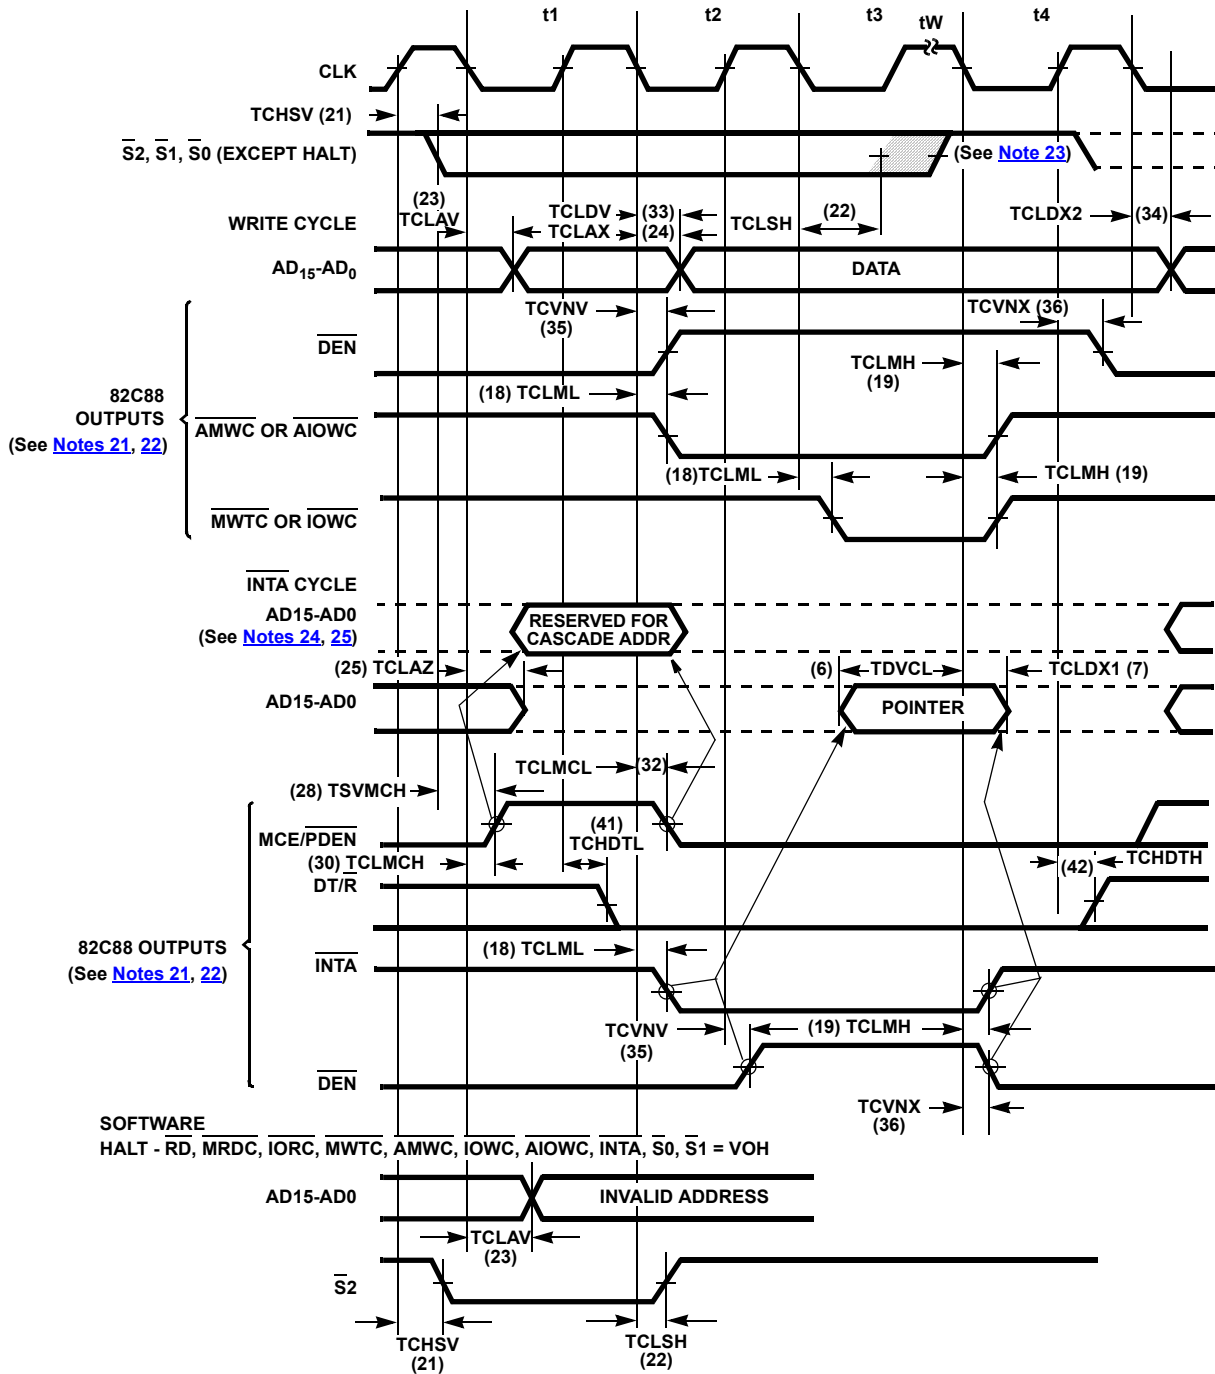 t1 t2 t3 tW t4
CLK
TCHSV (21)
S2, S1, S0 (EXCEPT HALT)
(See Note 23)
(23)
TCLAV
WRITE CYCLE
TCLDV (33)
TCLAX (24)
TCLSH (22)
TCLDX2 (34)
AD15-AD0
DATA
TCVNV
(35)
TCVNX (36)
DEN
TCLMH
(19)
(18) TCLML
82C88
OUTPUTS
(See Notes 21, 22)
AMWC OR AIOWC
(18)TCLML
TCLMH (19)
MWTC OR IOWC
INTA CYCLE
AD15-AD0
(See Notes 24, 25)
RESERVED FOR
CASCADE ADDR
(25) TCLAZ
(6) TDVCL
TCLDX1 (7)
AD15-AD0
POINTER
TCLMCL (32)
(28) TSVMCH
MCE/PDEN
(41)
TCHDTL
(30) TCLMCH
(42) TCHDTH
DT/R
82C88 OUTPUTS
(See Notes 21, 22)
(18) TCLML
INTA
TCVNV
(35)
(19) TCLMH
DEN
TCVNX
(36)
SOFTWARE
HALT - RD, MRDC, IORC, MWTC, AMWC, IOWC, AIOWC, INTA, S0, S1 = VOH
AD15-AD0
INVALID ADDRESS
TCLAV
(23)
S2
TCHSV
(21)
TCLSH
(22)